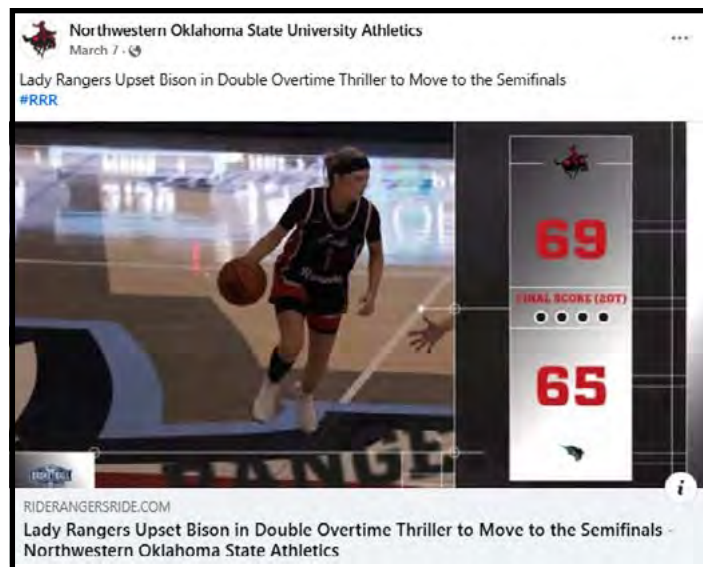 Northwestern Oklahoma State University Athletics
March 7 ·
Lady Rangers Upset Bison in Double Overtime Thriller to Move to the Semifinals
#RRR
69
FINAL SCORE (2OT)
65
BASKETBALL
RANGE
i
RIDERANGERSRIDE.COM
Lady Rangers Upset Bison in Double Overtime Thriller to Move to the Semifinals -
Northwestern Oklahoma State Athletics